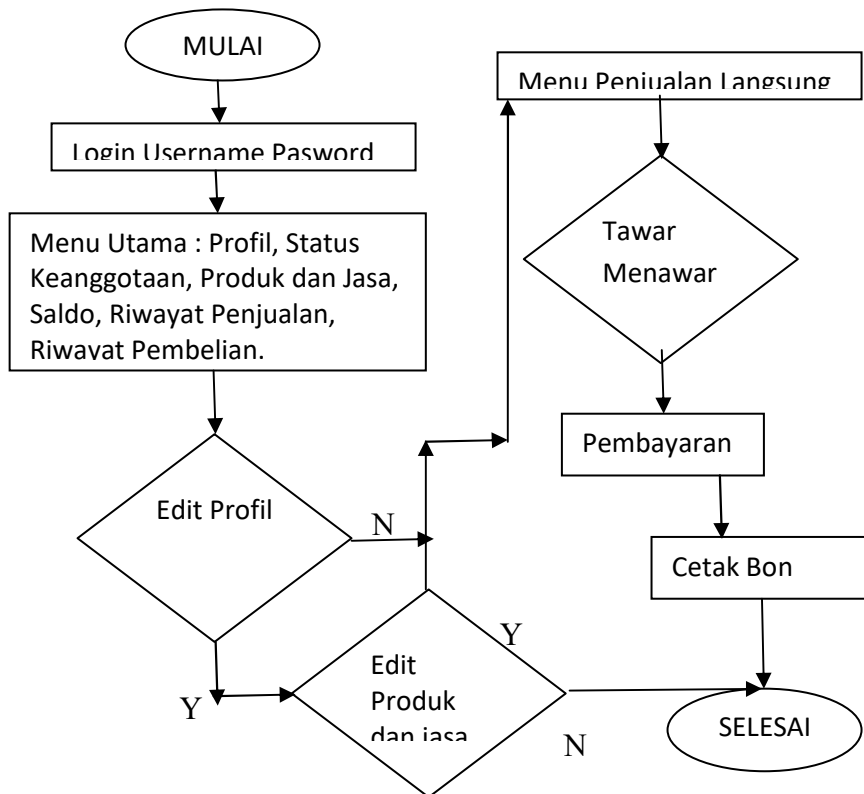 MULAI
Login Username Pasword
Menu Utama : Profil, Status
Keanggotaan, Produk dan Jasa,
Saldo, Riwayat Penjualan,
Riwayat Pembelian.
Edit Profil
N
Y
Edit
Produk
dan jasa
Y
N
Menu Penjualan Langsung
Tawar
Menawar
Pembayaran
Cetak Bon
SELESAI